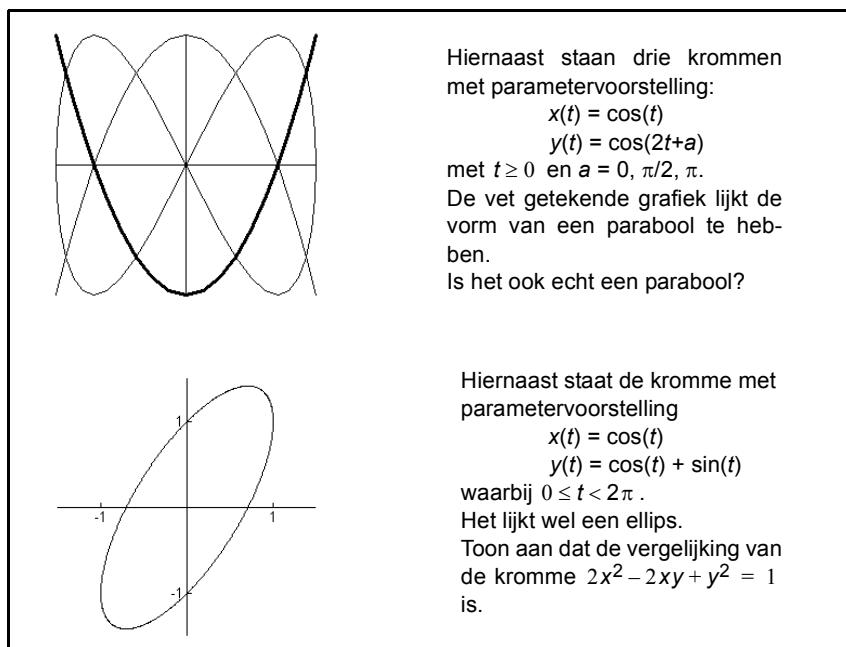 Hiernaast staan drie krommen
met parametervoorstelling:
x(t) = cos(t)
y(t) = cos(2t+a)
met t ≥ 0 en a = 0, π/2, π.
De vet getekende grafiek lijkt de
vorm van een parabool te heb-
ben.
Is het ook echt een parabool?
Hiernaast staat de kromme met
parametervoorstelling
x(t) = cos(t)
y(t) = cos(t) + sin(t)
waarbij 0 ≤ t < 2π .
Het lijkt wel een ellips.
Toon aan dat de vergelijking van
de kromme 2x² – 2xy + y² = 1
is.
1
-1
1
-1